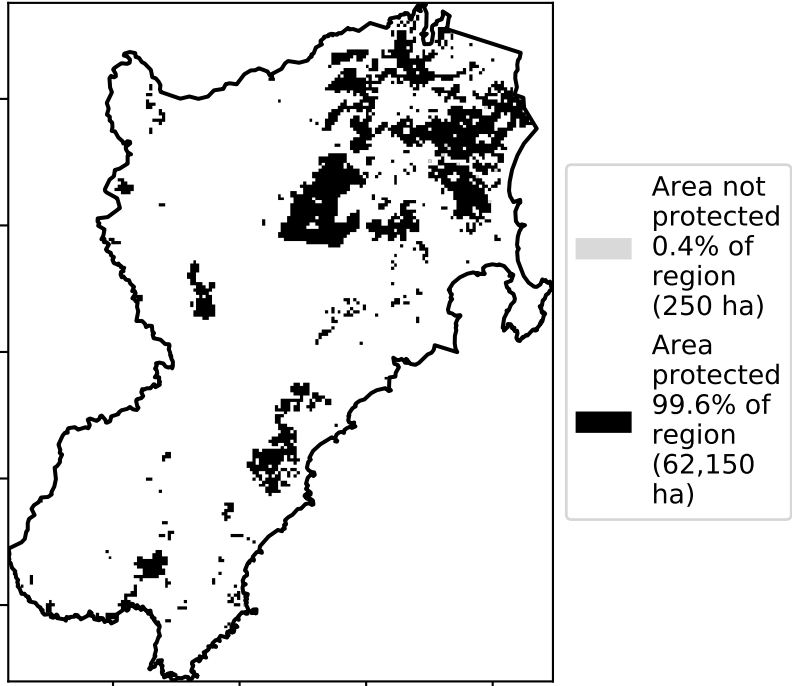 Area not
protected
0.4% of
region
(250 ha)
Area
protected
99.6% of
region
(62,150
ha)